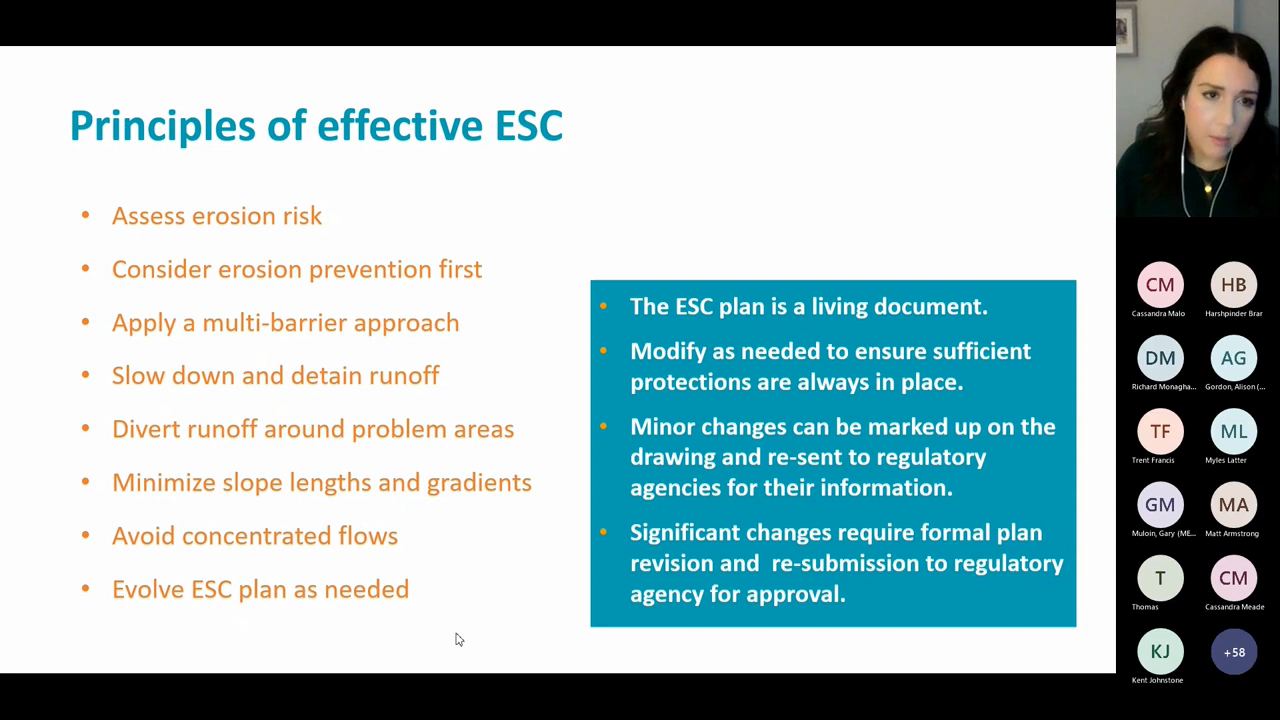 Principles of effective ESC
• Assess erosion risk
• Consider erosion prevention first
• Apply a multi-barrier approach
• Slow down and detain runoff
• Divert runoff around problem areas
• Minimize slope lengths and gradients
• Avoid concentrated flows
• Evolve ESC plan as needed
• The ESC plan is a living document.
• Modify as needed to ensure sufficient
protections are always in place.
• Minor changes can be marked up on the
drawing and re-sent to regulatory
agencies for their information.
• Significant changes require formal plan
revision and  re-submission to regulatory
agency for approval.
CM HB
Cassandra Malo Harshpinder Brar
DM AG
Richard Monagha... Gordon, Alison (...
TF ML
Trent Francis Myles Latter
GM MA
Muloin, Gary (ME... Matt Armstrong
T CM
Thomas Cassandra Meade
KJ +58
Kent Johnstone